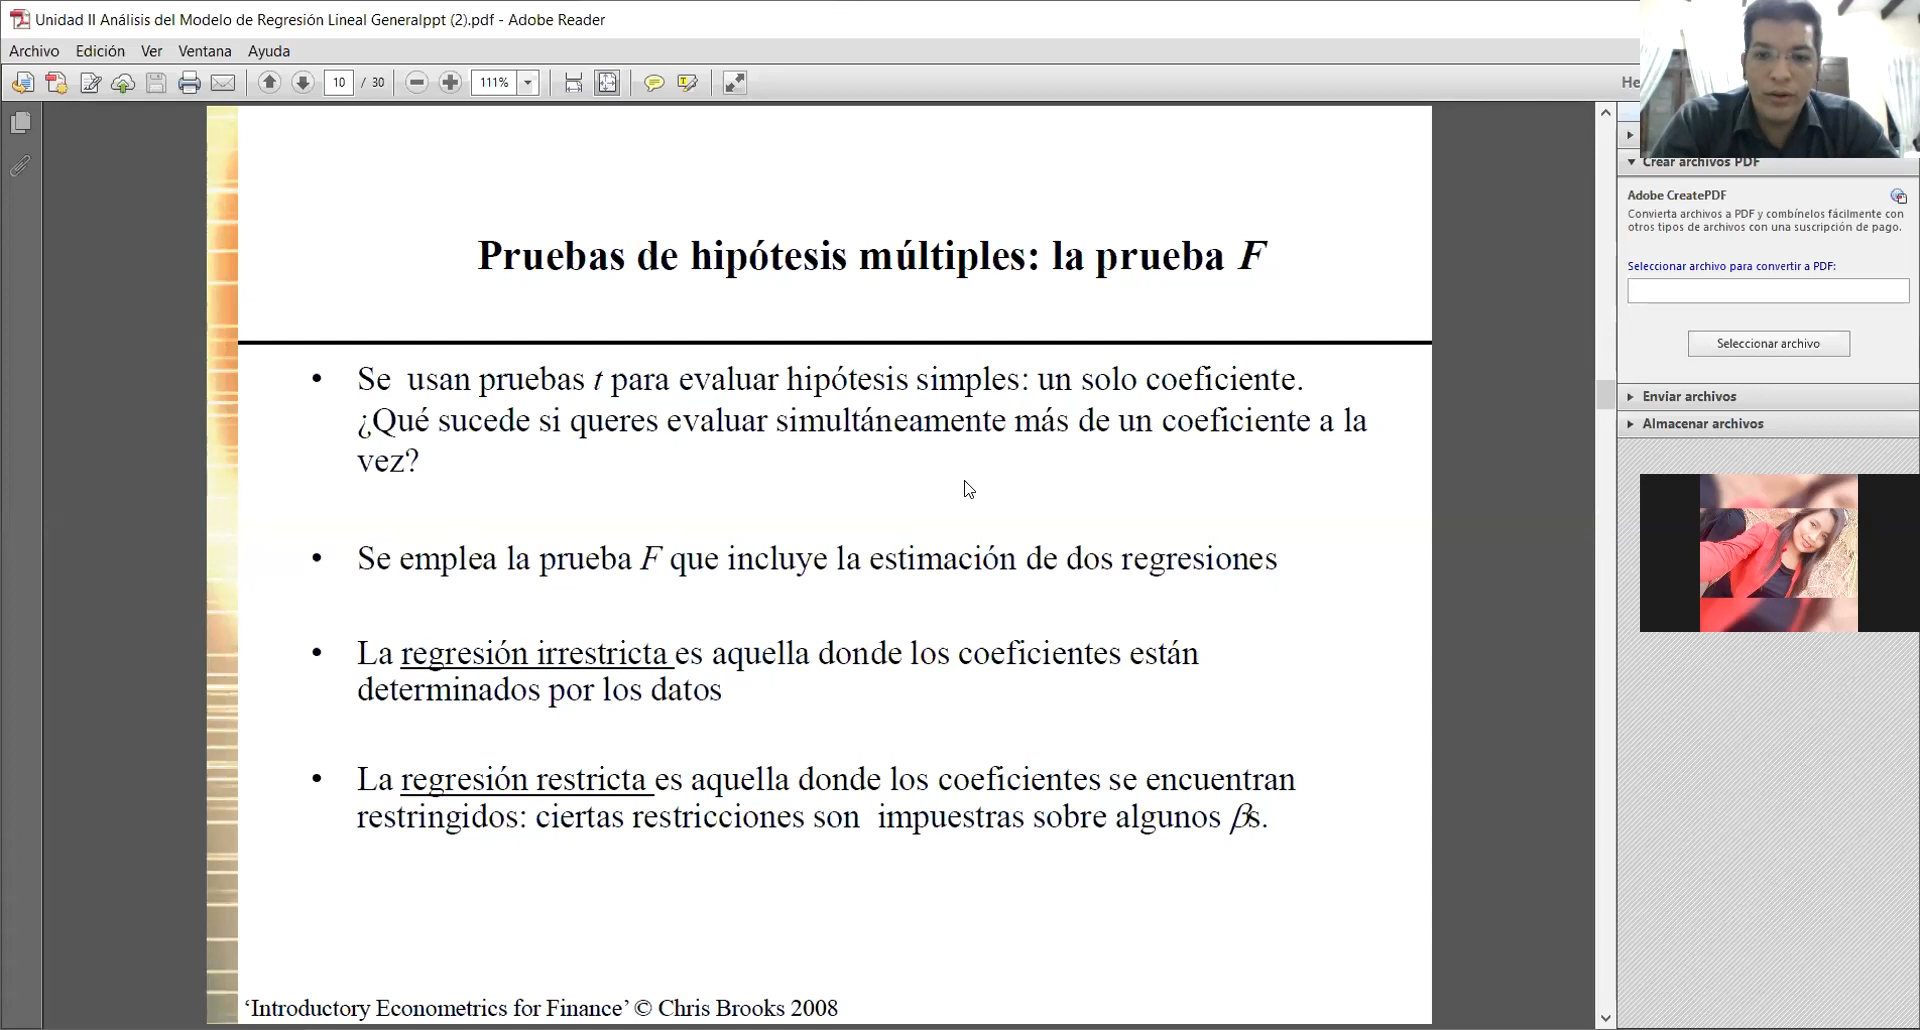 Unidad II Análisis del Modelo de Regresión Lineal Generalppt (2).pdf - Adobe Reader
Archivo Edición Ver Ventana Ayuda
10 / 30 111%
Crear archivos PDF
Adobe CreatePDF
Convierta archivos a PDF y combínelos fácilmente con
otros tipos de archivos con una suscripción de pago.
Seleccionar archivo para convertir a PDF:
Seleccionar archivo
Enviar archivos
Almacenar archivos
Pruebas de hipótesis múltiples: la prueba F
• Se usan pruebas t para evaluar hipótesis simples: un solo coeficiente.
¿Qué sucede si queres evaluar simultáneamente más de un coeficiente a la
vez?
• Se emplea la prueba F que incluye la estimación de dos regresiones
• La regresión irrestricta es aquella donde los coeficientes están
determinados por los datos
• La regresión restricta es aquella donde los coeficientes se encuentran
restringidos: ciertas restricciones son impuestras sobre algunos βs.
‘Introductory Econometrics for Finance’ © Chris Brooks 2008